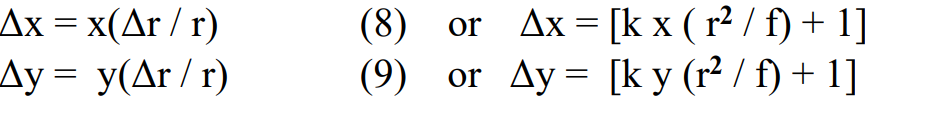 Δx = x(Δr / r) (8) or Δx = [k x ( r² / f) + 1]
Δy = y(Δr / r) (9) or Δy = [k y (r² / f) + 1]